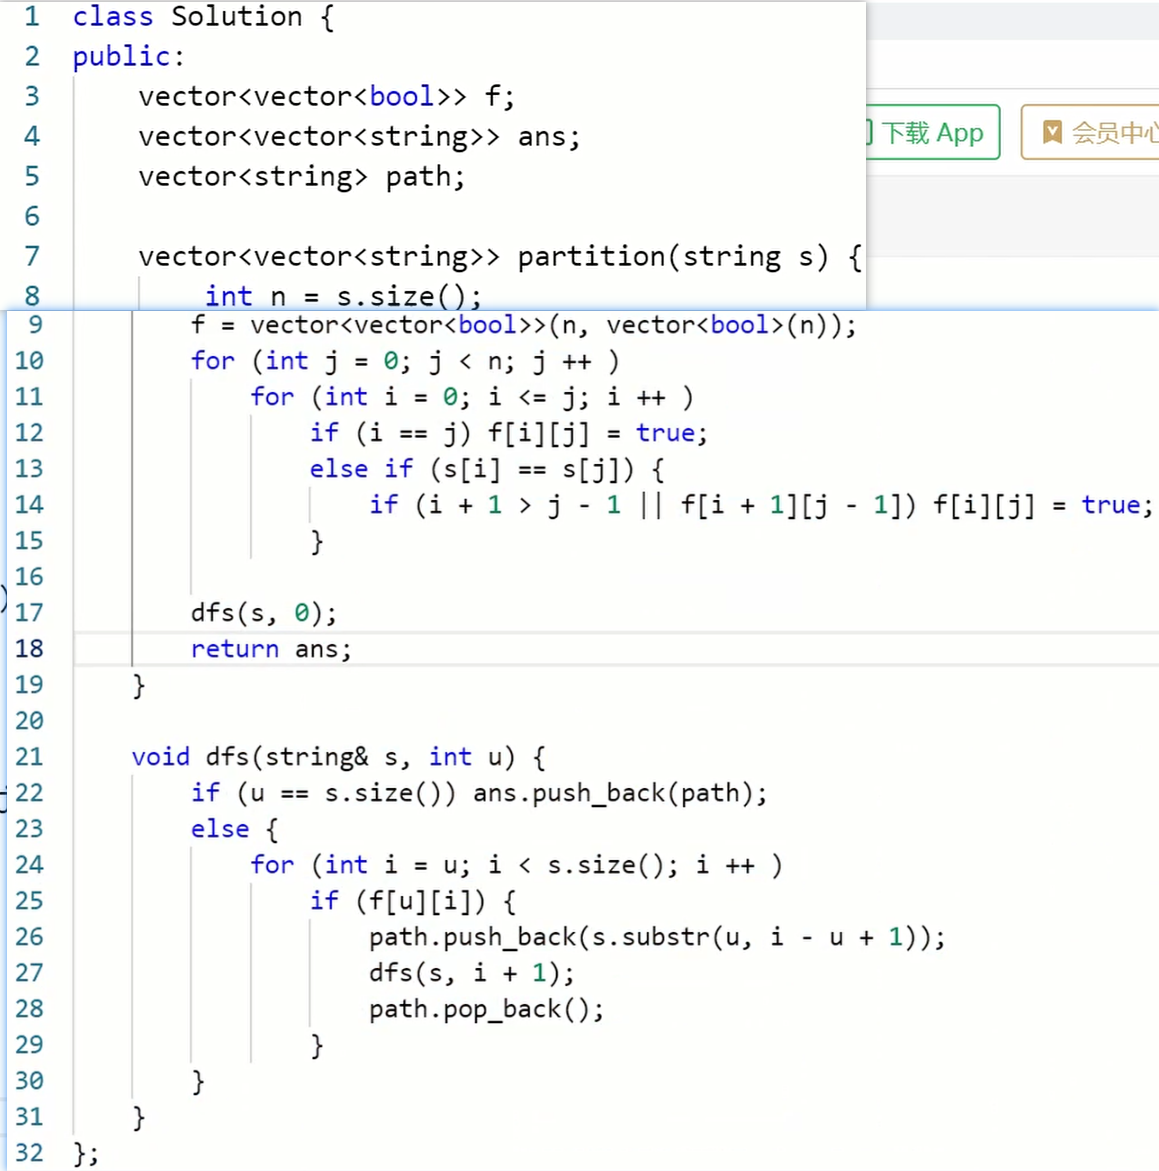 1 class Solution {
2 public:
3     vector<vector<bool>> f;
4     vector<vector<string>> ans;
5     vector<string> path;
6
7     vector<vector<string>> partition(string s) {
8         int n = s.size();
9         f = vector<vector<bool>>(n, vector<bool>(n));
10         for (int j = 0; j < n; j ++ )
11             for (int i = 0; i <= j; i ++ )
12                 if (i == j) f[i][j] = true;
13                 else if (s[i] == s[j]) {
14                     if (i + 1 > j - 1 || f[i + 1][j - 1]) f[i][j] = true;
15                 }
16
17         dfs(s, 0);
18         return ans;
19     }
20
21     void dfs(string& s, int u) {
22         if (u == s.size()) ans.push_back(path);
23         else {
24             for (int i = u; i < s.size(); i ++ )
25                 if (f[u][i]) {
26                     path.push_back(s.substr(u, i - u + 1));
27                     dfs(s, i + 1);
28                     path.pop_back();
29                 }
30         }
31     }
32 };
下载 App
会员中心